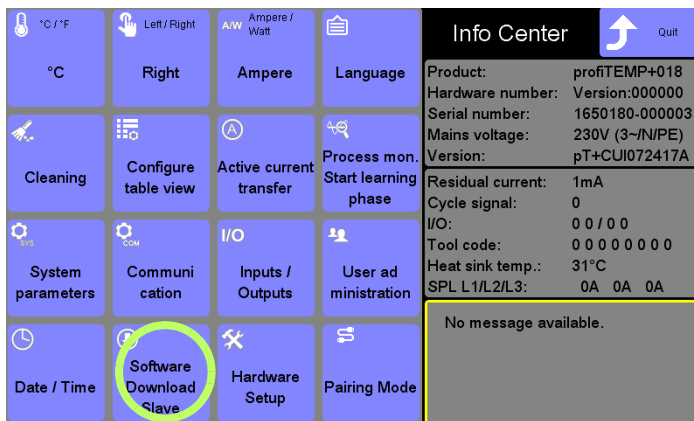 °C / °F
°C
Left / Right
Right
A/W Ampere /
Watt
Ampere
Language
Cleaning
Configure
table view
A
Active current
transfer
Process mon.
Start learning
phase
SYS
System
parameters
COM
Communi
cation
I/O
Inputs /
Outputs
User ad
ministration
Date / Time
Software
Download
Slave
Hardware
Setup
Pairing Mode
Info Center
Quit
Product: profiTEMP+018
Hardware number: Version:000000
Serial number: 1650180-000003
Mains voltage: 230V (3~/N/PE)
Version: pT+CUI072417A
Residual current: 1mA
Cycle signal: 0
I/O: 0 0 / 0 0
Tool code: 0 0 0 0 0 0 0 0
Heat sink temp.: 31°C
SPL L1/L2/L3: 0A 0A 0A
No message available.